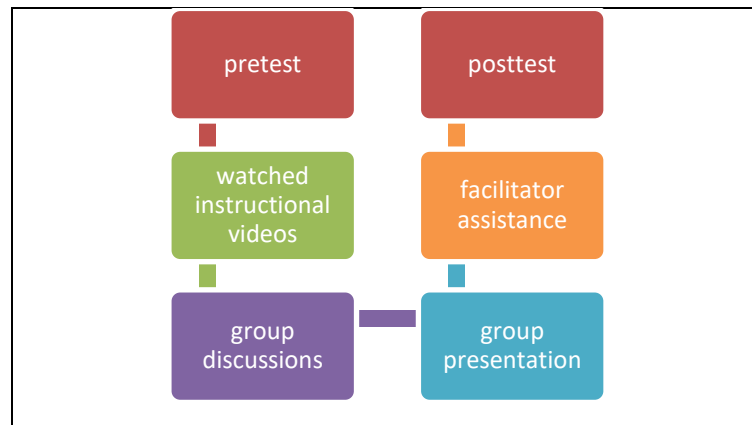 pretest
watched
instructional
videos
group
discussions
group
presentation
facilitator
assistance
posttest